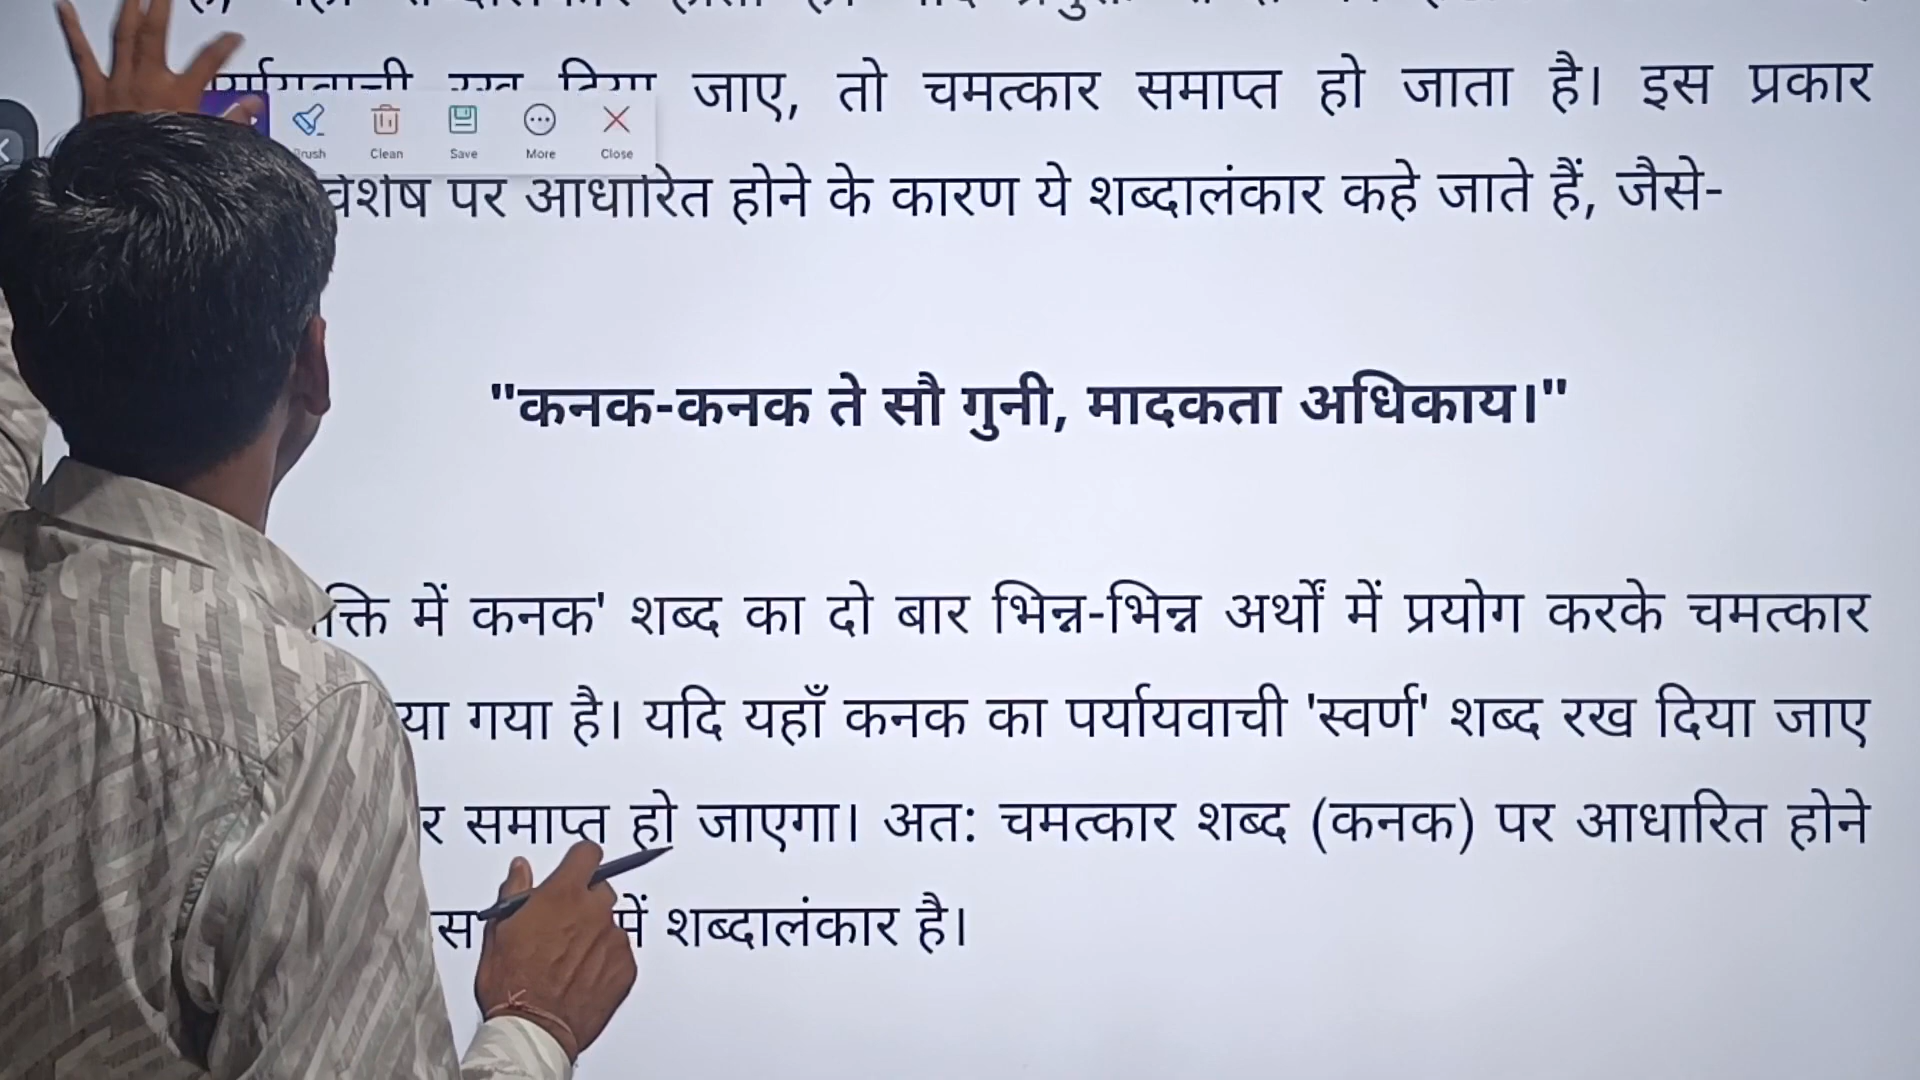 जाए, तो चमत्कार समाप्त हो जाता है। इस प्रकार
Clean Save More Close
पर आधारित होने के कारण ये शब्दालंकार कहे जाते हैं, जैसे-
"कनक-कनक ते सौ गुनी, मादकता अधिकाय।"
में कनक' शब्द का दो बार भिन्न-भिन्न अर्थों में प्रयोग करके चमत्कार
गया है। यदि यहाँ कनक का पर्यायवाची 'स्वर्ण' शब्द रख दिया जाए
समाप्त हो जाएगा। अत: चमत्कार शब्द (कनक) पर आधारित होने
में शब्दालंकार है।